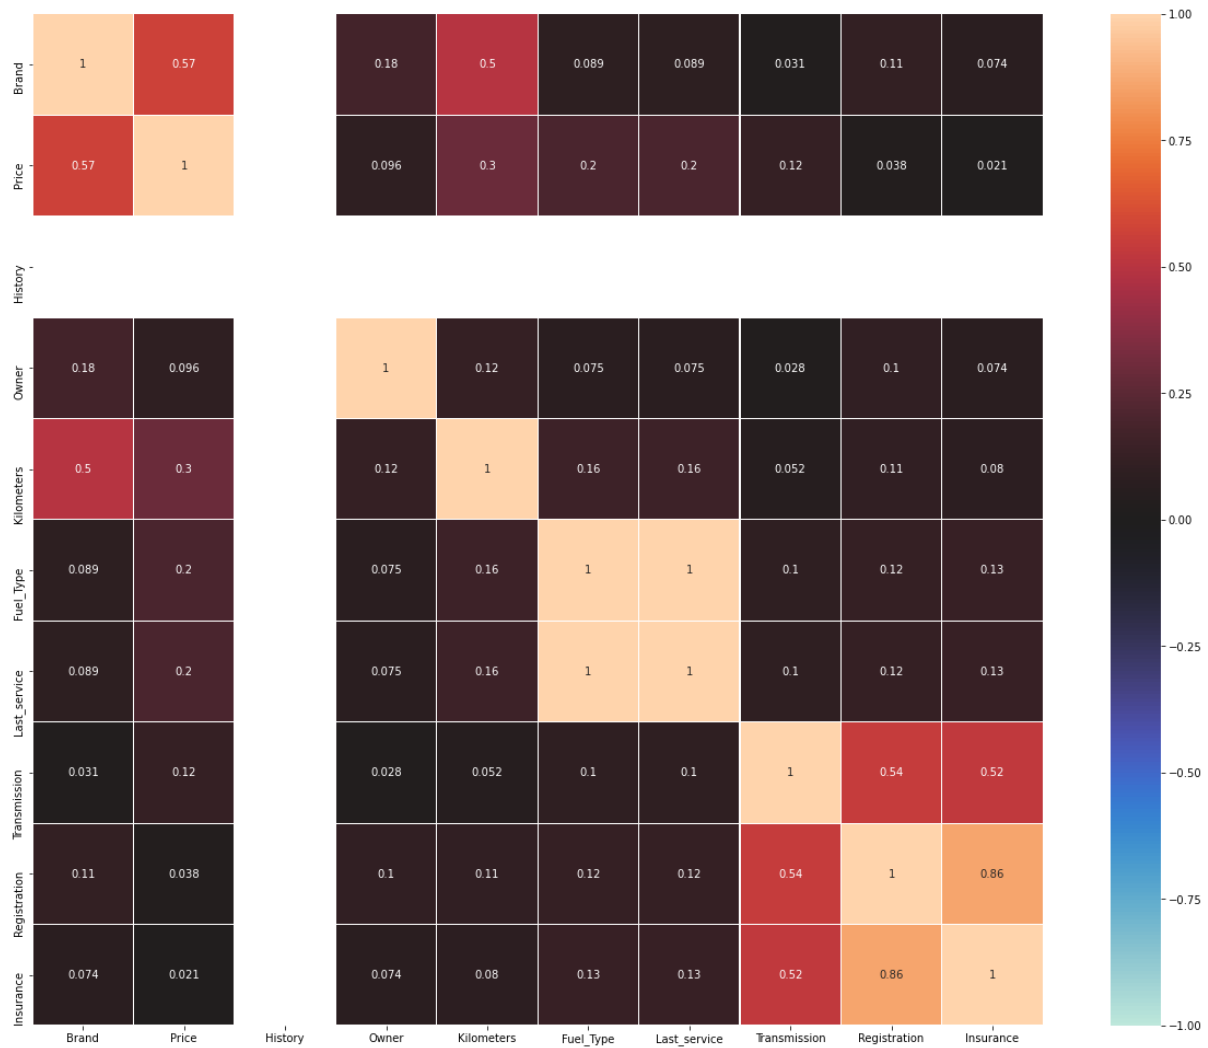 Brand 1 0.57 0.18 0.5 0.089 0.089 0.031 0.11 0.074
Price 0.57 1 0.096 0.3 0.2 0.2 0.12 0.038 0.021
History
Owner 0.18 0.096 1 0.12 0.075 0.075 0.028 0.1 0.074
Kilometers 0.5 0.3 0.12 1 0.16 0.16 0.052 0.11 0.08
Fuel_Type 0.089 0.2 0.075 0.16 1 1 0.1 0.12 0.13
Last_service 0.089 0.2 0.075 0.16 1 1 0.1 0.12 0.13
Transmission 0.031 0.12 0.028 0.052 0.1 0.1 1 0.54 0.52
Registration 0.11 0.038 0.1 0.11 0.12 0.12 0.54 1 0.86
Insurance 0.074 0.021 0.074 0.08 0.13 0.13 0.52 0.86 1
Brand Price History Owner Kilometers Fuel_Type Last_service Transmission Registration Insurance
1.00
0.75
0.50
0.25
0.00
−0.25
−0.50
−0.75
−1.00